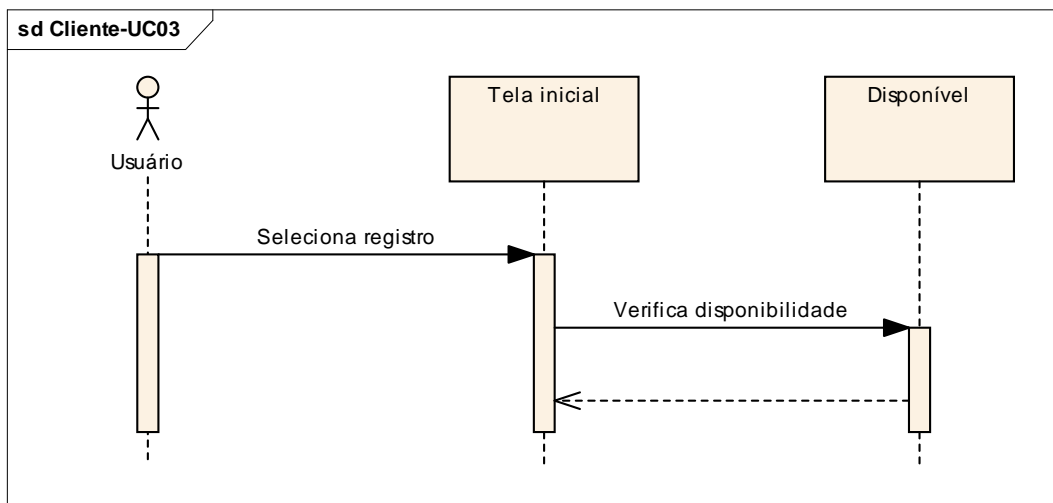 sd Cliente-UC03
Usuário
Tela inicial
Disponível
Seleciona registro
Verifica disponibilidade